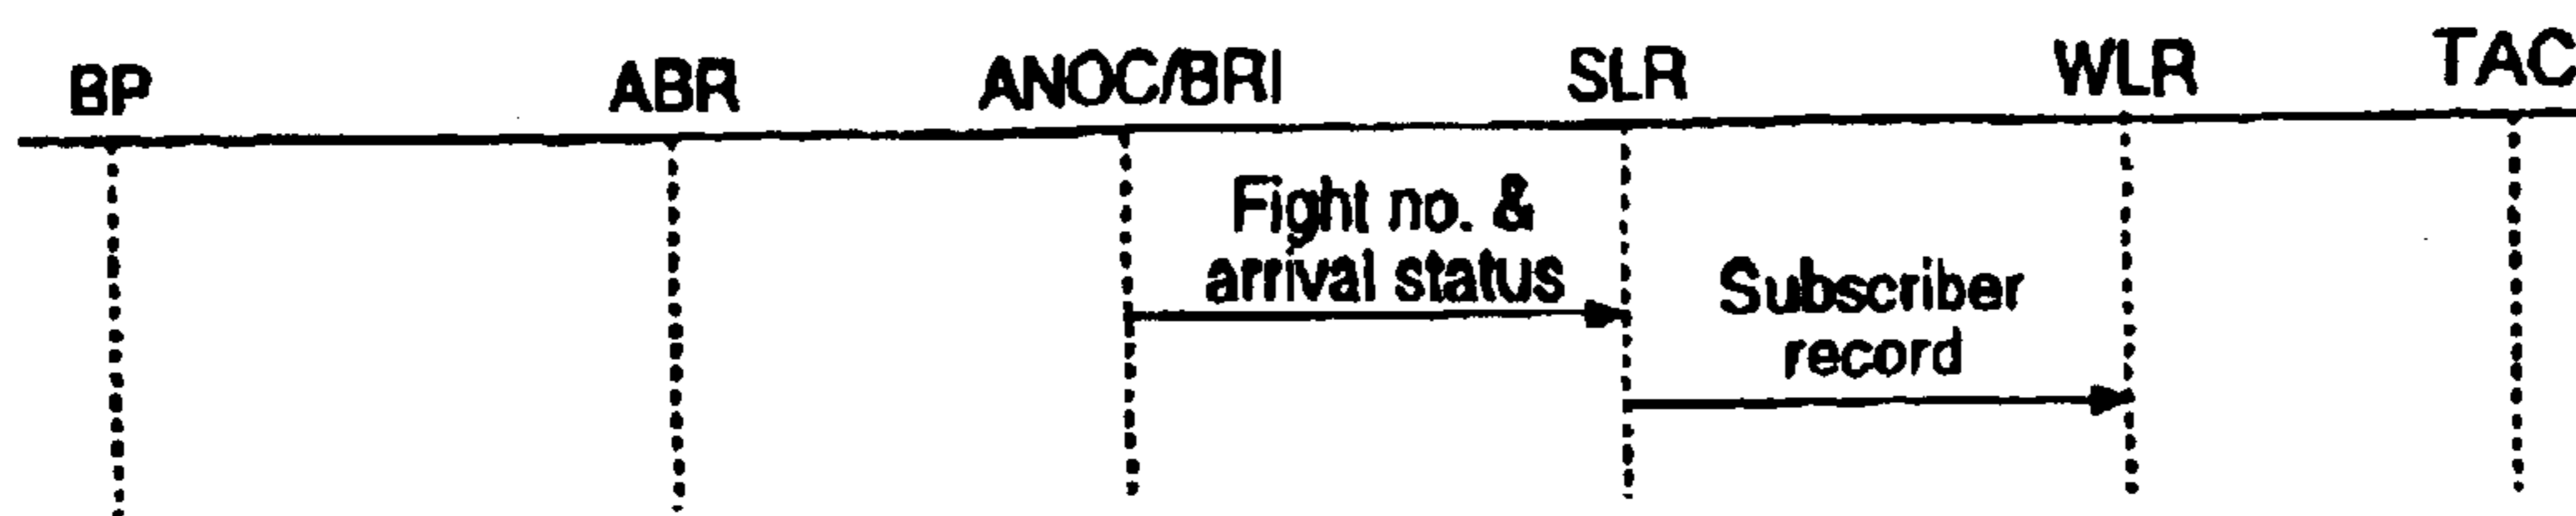 BP ABR ANOC/BRI SLR WLR TAC
Fight no. &
arrival status
Subscriber
record